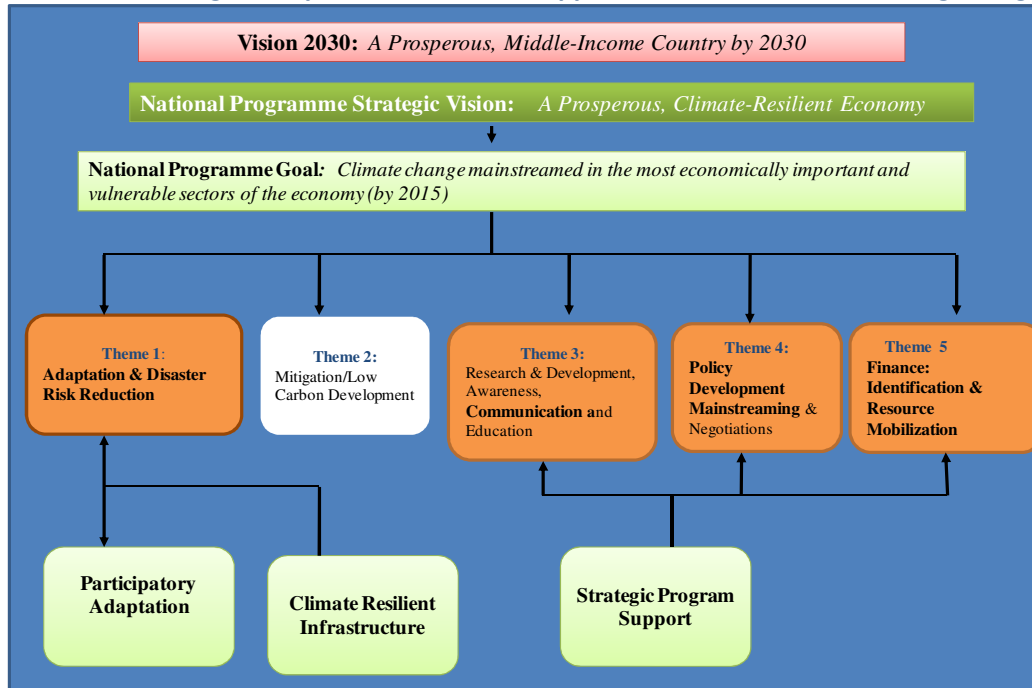 Vision 2030: A Prosperous, Middle-Income Country by 2030
National Programme Strategic Vision: A Prosperous, Climate-Resilient Economy
National Programme Goal: Climate change mainstreamed in the most economically important and
vulnerable sectors of the economy (by 2015)
Theme 1:
Adaptation & Disaster
Risk Reduction
Theme 2:
Mitigation/Low
Carbon Development
Theme 3:
Research & Development,
Awareness,
Communication and
Education
Theme 4:
Policy
Development
Mainstreaming &
Negotiations
Theme 5
Finance:
Identification &
Resource
Mobilization
Participatory
Adaptation
Climate Resilient
Infrastructure
Strategic Program
Support